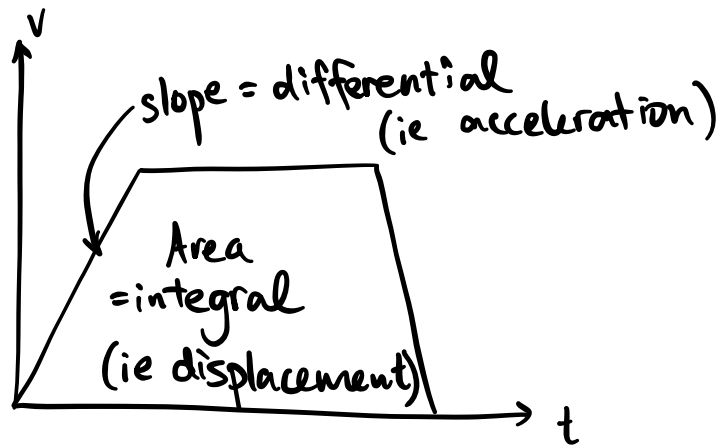 v
slope = differential
(ie acceleration)
Area
=integral
(ie displacement)
t